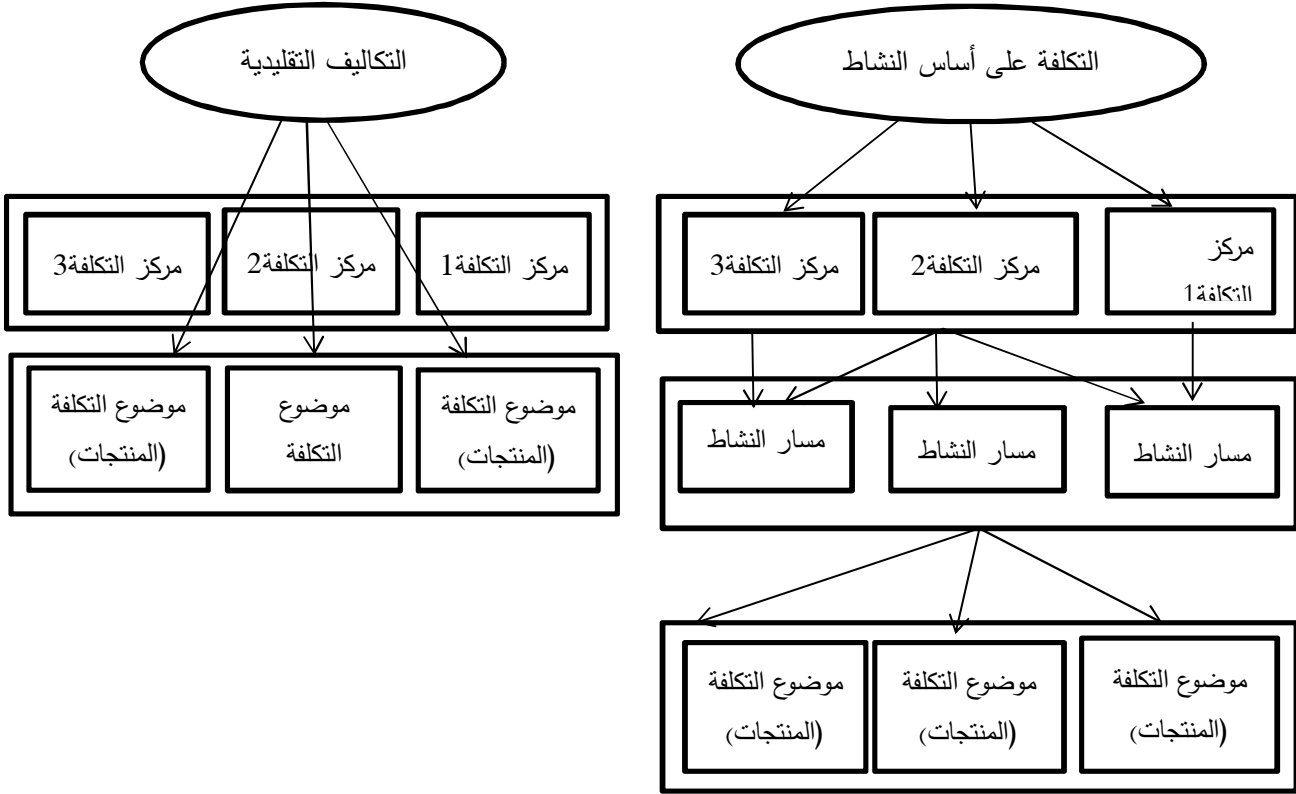 التكلفة على أساس النشاط
مركز
التكلفة1
مركز التكلفة2
مركز التكلفة3
مسار النشاط
مسار النشاط
مسار النشاط
موضوع التكلفة
(المنتجات)
موضوع التكلفة
(المنتجات)
موضوع التكلفة
(المنتجات)
التكاليف التقليدية
مركز التكلفة1
مركز التكلفة2
مركز التكلفة3
موضوع التكلفة
(المنتجات)
موضوع
التكلفة
موضوع التكلفة
(المنتجات)